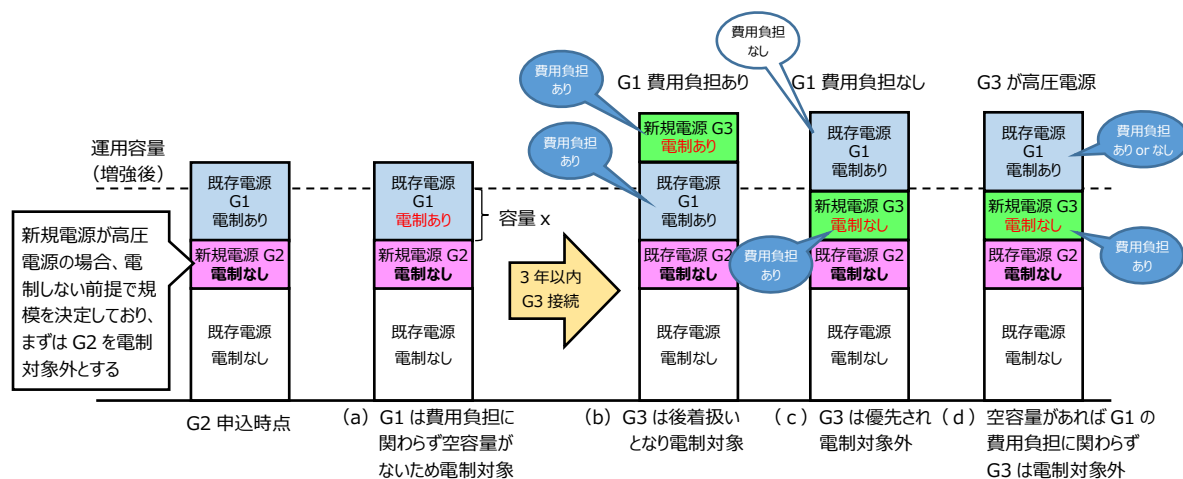 費用負担
なし
費用負担
あり
G1 費用負担あり
G1 費用負担なし
G3 が高圧電源
運用容量
(増強後)
新規電源が高圧
電源の場合、電
制しない前提で規
模を決定しており、
まずは G2 を電制
対象外とする
既存電源
G1
電制あり
新規電源 G2
電制なし
既存電源
電制なし
G2 申込時点
既存電源
G1
電制あり
新規電源 G2
電制なし
既存電源
電制なし
容量 x
(a) G1 は費用負担に
関わらず空容量が
ないため電制対象
3 年以内
G3 接続
新規電源 G3
電制あり
費用負担
あり
既存電源
G1
電制あり
既存電源 G2
電制なし
既存電源
電制なし
(b) G3 は後着扱い
となり電制対象
既存電源
G1
電制あり
新規電源 G3
電制なし
費用負担
あり
既存電源 G2
電制なし
既存電源
電制なし
(c) G3 は優先され
電制対象外
既存電源
G1
電制あり
費用負担
あり or なし
新規電源 G3
電制なし
費用負担
あり
既存電源 G2
電制なし
既存電源
電制なし
(d) 空容量があれば G1 の
費用負担に関わらず
G3 は電制対象外